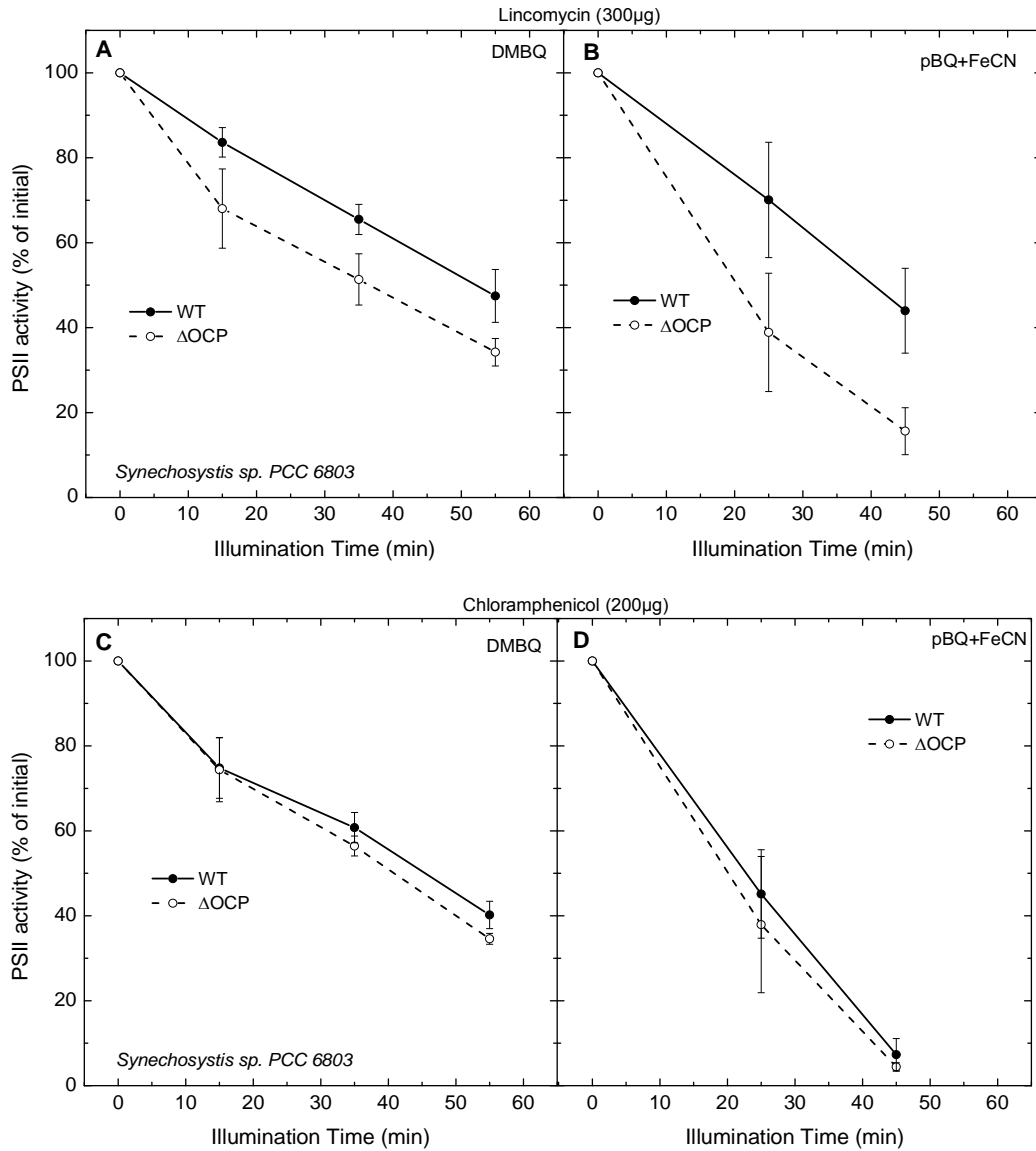 Lincomycin (300µg)
A
DMBQ
B
pBQ+FeCN
100
80
60
40
20
0
PSII activity (% of initial)
WT
ΔOCP
Synechosystis sp. PCC 6803
0 10 20 30 40 50 60
0 10 20 30 40 50 60
Illumination Time (min)
Illumination Time (min)
Chloramphenicol (200µg)
C
DMBQ
D
pBQ+FeCN
100
80
60
40
20
0
PSII activity (% of initial)
WT
ΔOCP
WT
ΔOCP
Synechosystis sp. PCC 6803
0 10 20 30 40 50 60
0 10 20 30 40 50 60
Illumination Time (min)
Illumination Time (min)